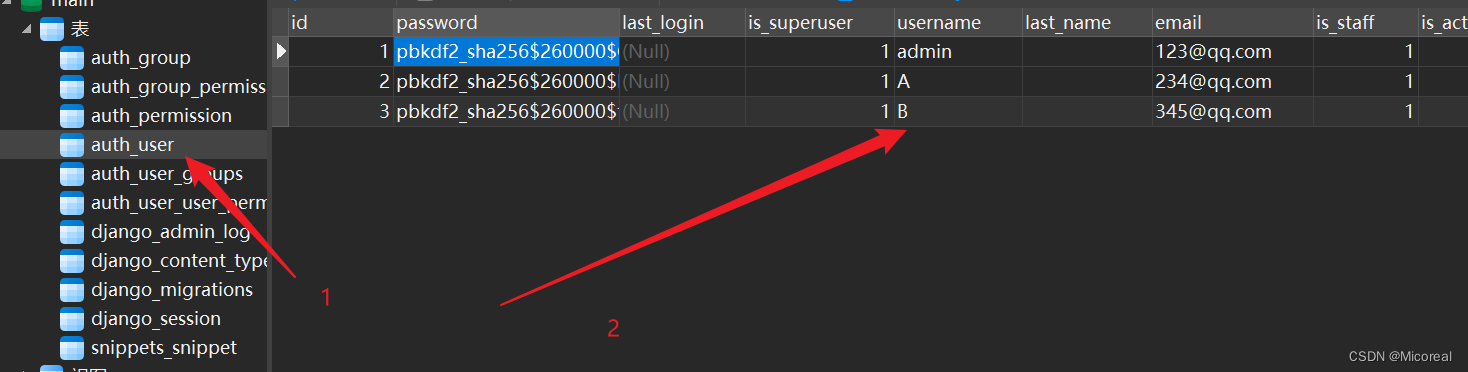 main
表
auth_group
auth_group_permiss
auth_permission
auth_user
auth_user_groups
auth_user_user_perm
django_admin_log
django_content_type
django_migrations
django_session
snippets_snippet
id password last_login is_superuser username last_name email is_staff is_act
1 pbkdf2_sha256$260000$ (Null) 1 admin 123@qq.com 1
2 pbkdf2_sha256$260000$ (Null) 1 A 234@qq.com 1
3 pbkdf2_sha256$260000$ (Null) 1 B 345@qq.com 1
1
2
CSDN @Micoreal